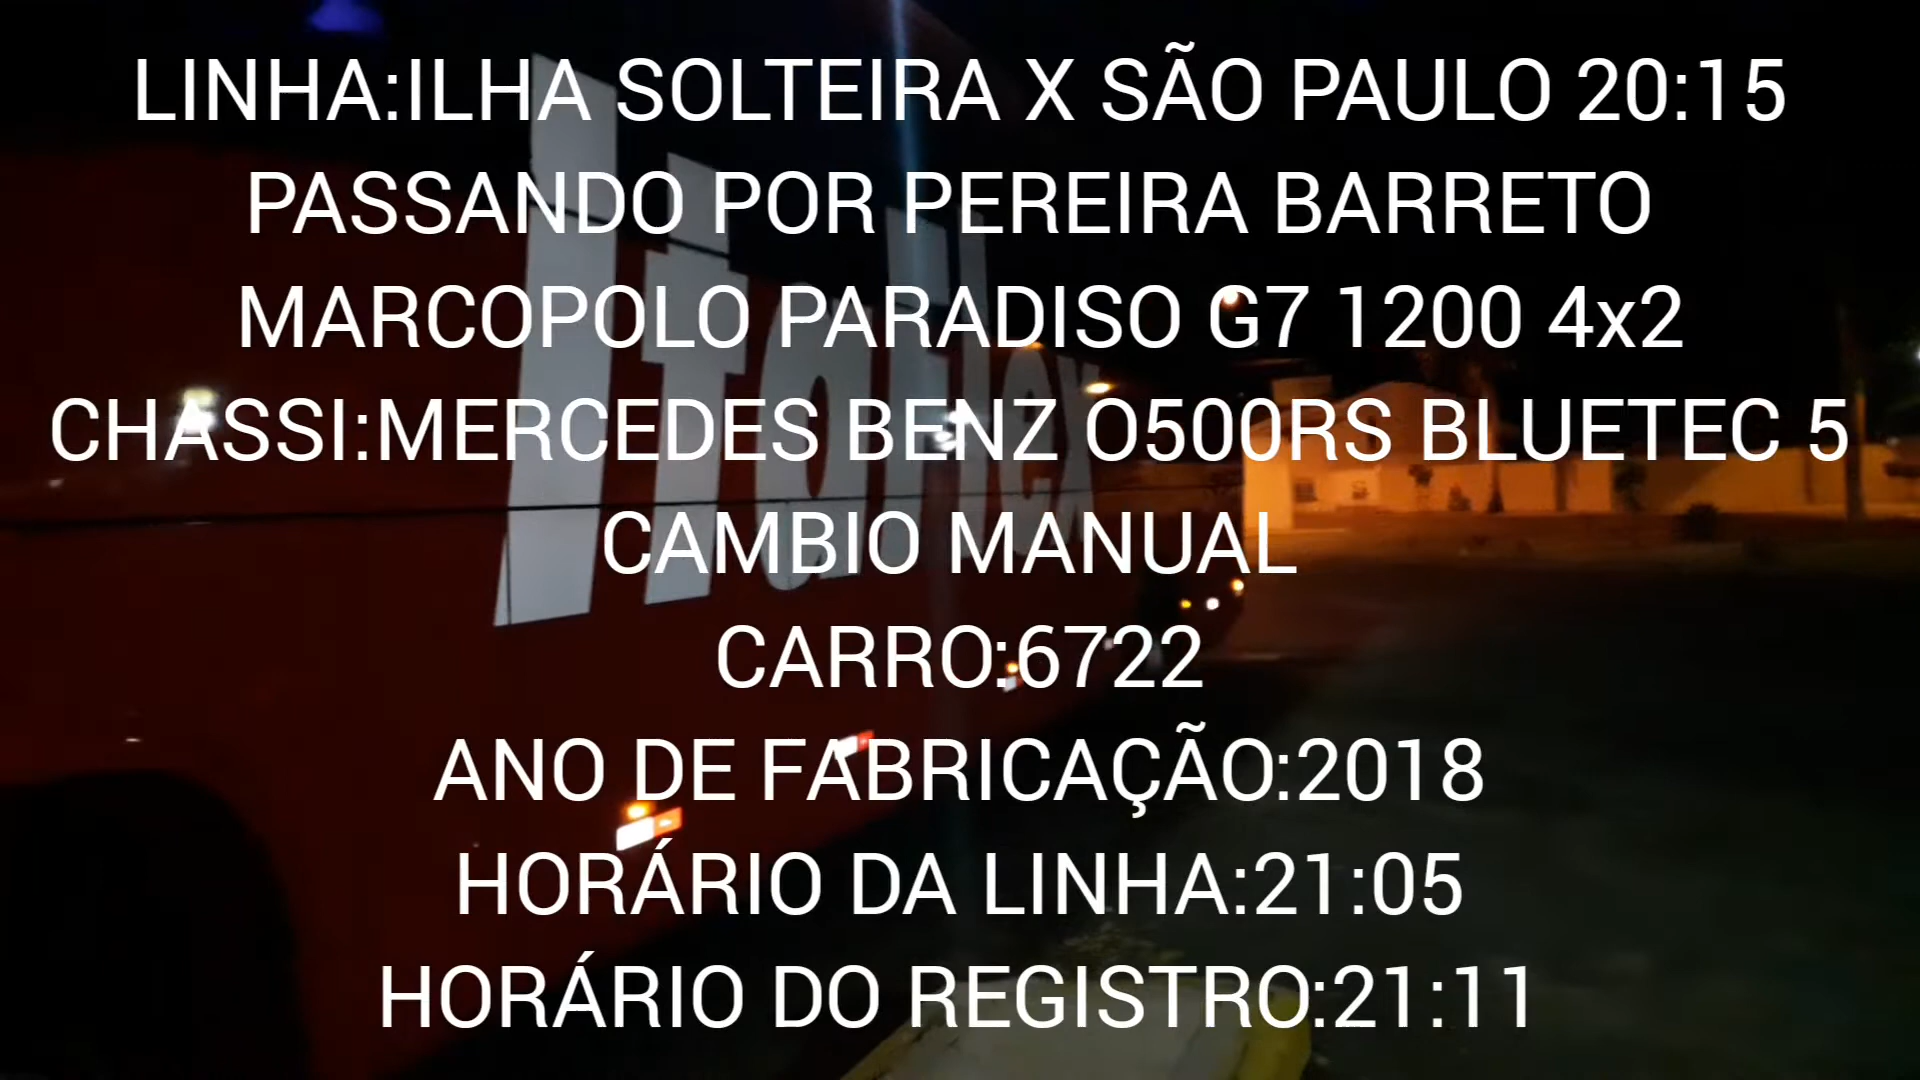 LINHA:ILHA SOLTEIRA X SÃO PAULO 20:15
PASSANDO POR PEREIRA BARRETO
MARCOPOLO PARADISO G7 1200 4x2
CHASSI:MERCEDES BENZ O500RS BLUETEC 5
CAMBIO MANUAL
CARRO:6722
ANO DE FABRICAÇÃO:2018
HORÁRIO DA LINHA:21:05
HORÁRIO DO REGISTRO:21:11
ItaFlex